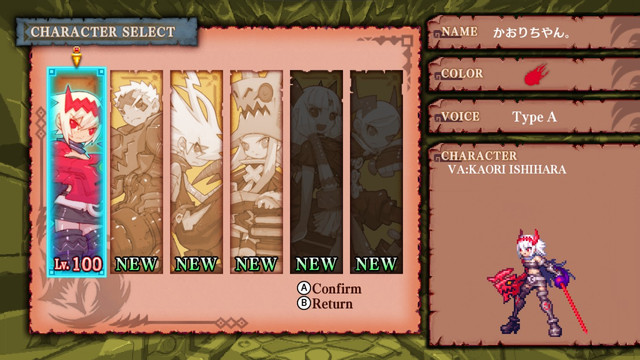 CHARACTER SELECT
Lv. 100
NEW
NEW
NEW
NEW
NEW
A Confirm
B Return
NAME かおりちやん。
COLOR
VOICE Type A
CHARACTER
VA:KAORI ISHIHARA